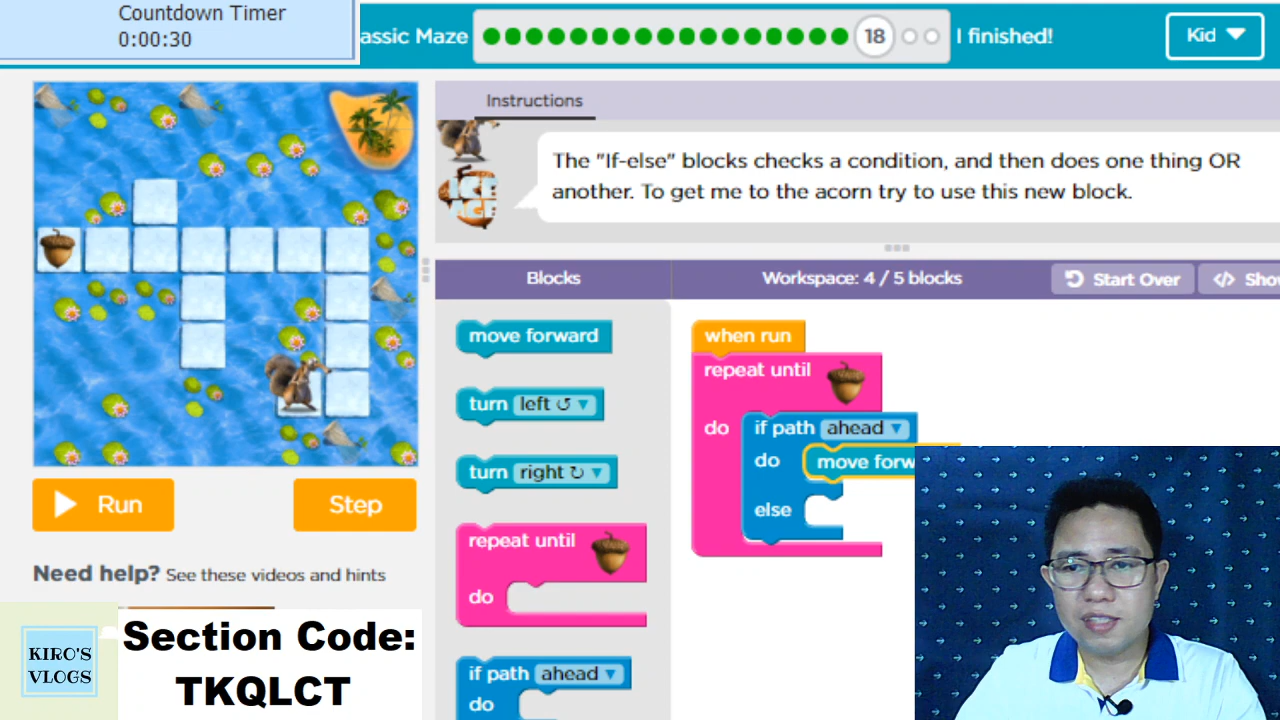 Countdown Timer
0:00:30
assic Maze
18
I finished!
Kid
Instructions
The "If-else" blocks checks a condition, and then does one thing OR
another. To get me to the acorn try to use this new block.
ICE
AGE
Blocks
Workspace: 4 / 5 blocks
Start Over
</> Sho
move forward
turn left
turn right
repeat until
do
if path ahead
do
when run
repeat until
do
if path ahead
do
move forw
else
Run
Step
Need help? See these videos and hints
KIRO'S
VLOGS
Section Code:
TKQLCT